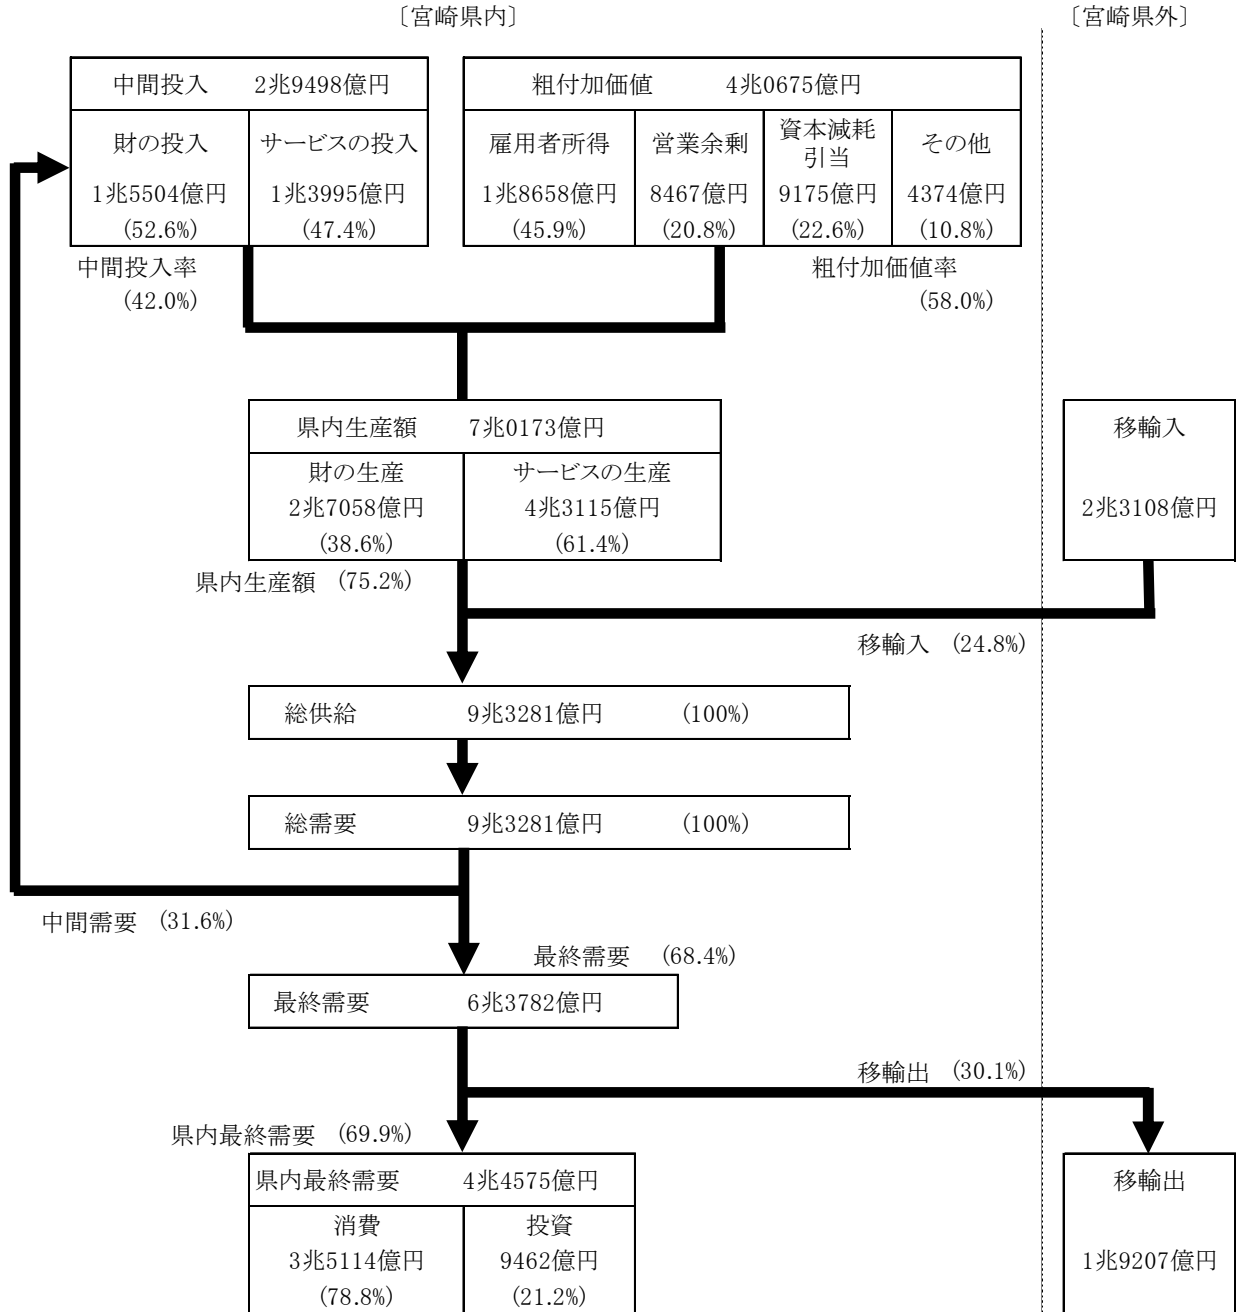 〔宮崎県内〕 〔宮崎県外〕
中間投入 2兆9498億円
財の投入 サービスの投入
1兆5504億円 1兆3995億円
(52.6%) (47.4%)
粗付加価値 4兆0675億円
雇用者所得 営業余剰 資本減耗引当 その他
1兆8658億円 8467億円 9175億円 4374億円
(45.9%) (20.8%) (22.6%) (10.8%)
中間投入率 粗付加価値率
(42.0%) (58.0%)
県内生産額 7兆0173億円
財の生産 サービスの生産
2兆7058億円 4兆3115億円
(38.6%) (61.4%)
移輸入
2兆3108億円
県内生産額 (75.2%)
移輸入 (24.8%)
総供給 9兆3281億円 (100%)
総需要 9兆3281億円 (100%)
中間需要 (31.6%)
最終需要 (68.4%)
最終需要 6兆3782億円
移輸出 (30.1%)
県内最終需要 (69.9%)
県内最終需要 4兆4575億円
消費 投資
3兆5114億円 9462億円
(78.8%) (21.2%)
移輸出
1兆9207億円